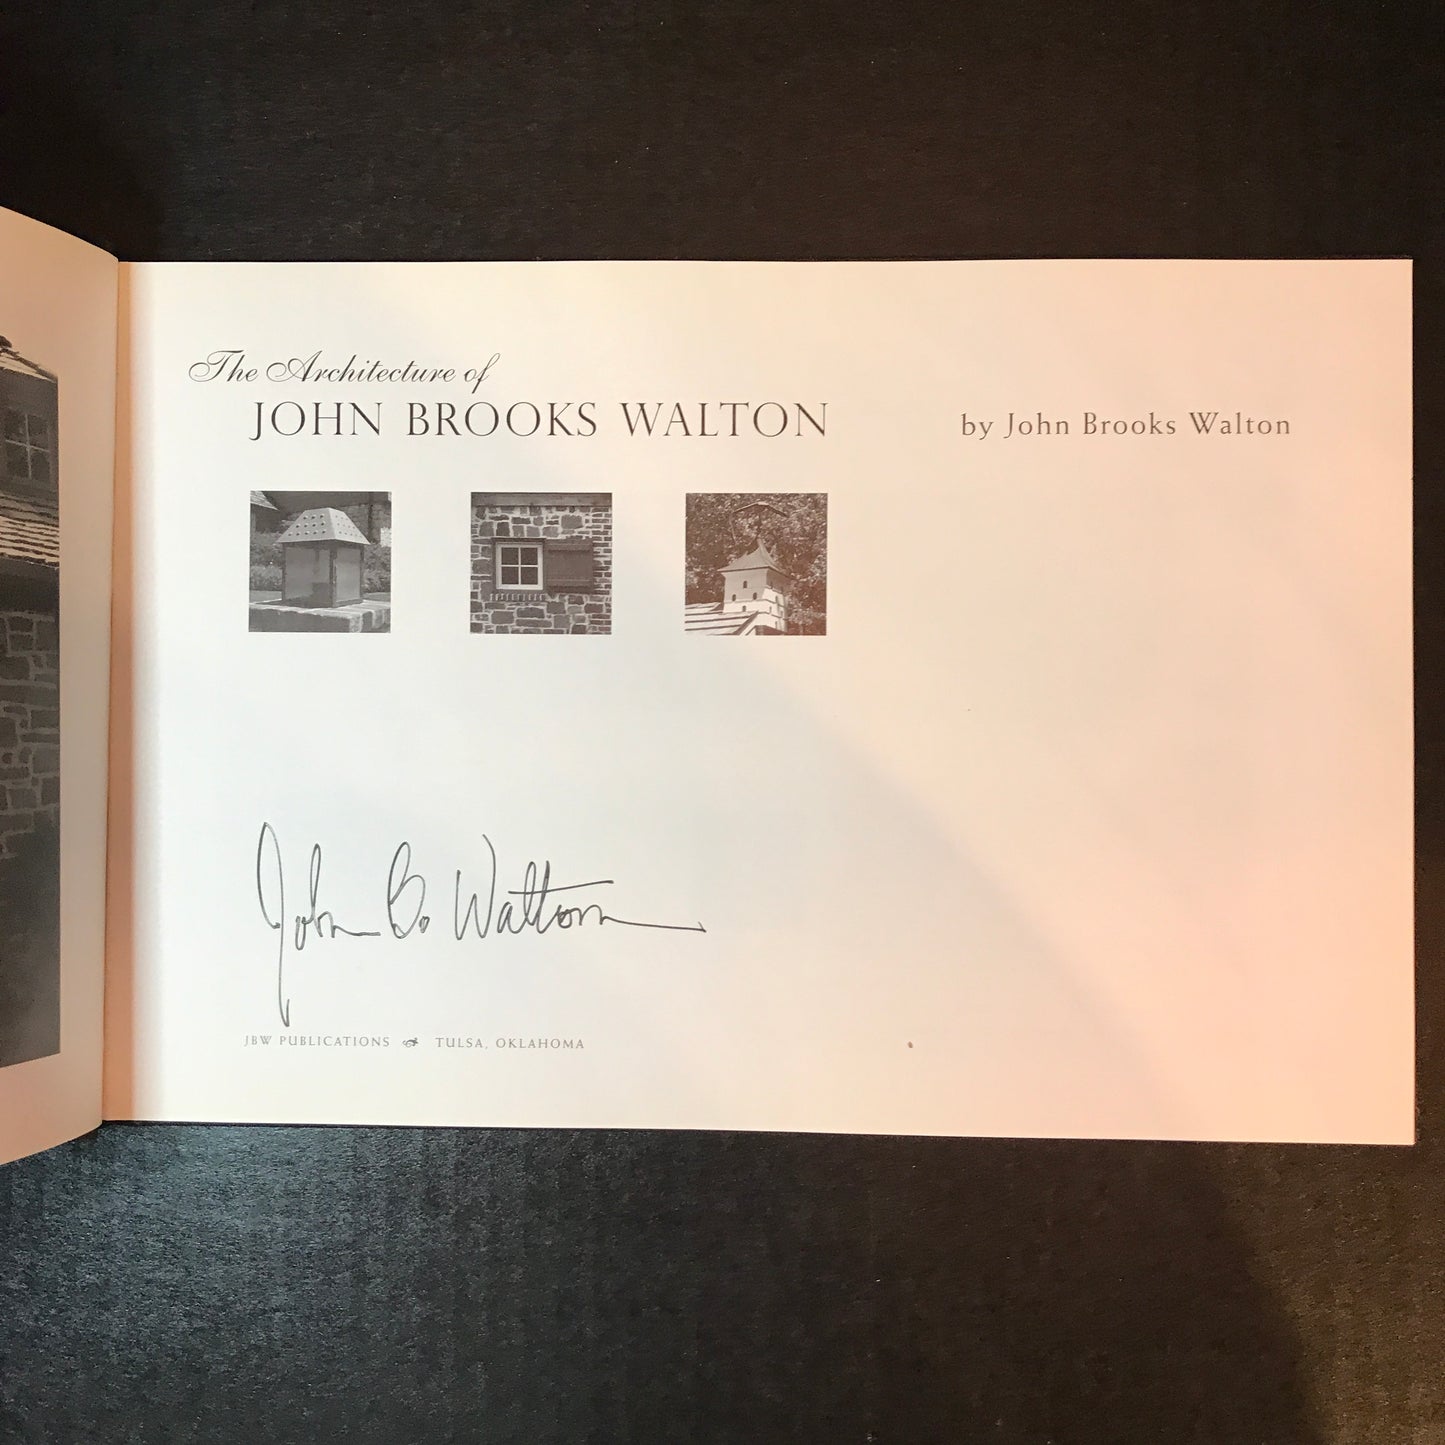 The Architecture of
JOHN BROOKS WALTON
by John Brooks Walton
John B. Walton
JBW PUBLICATIONS TULSA, OKLAHOMA